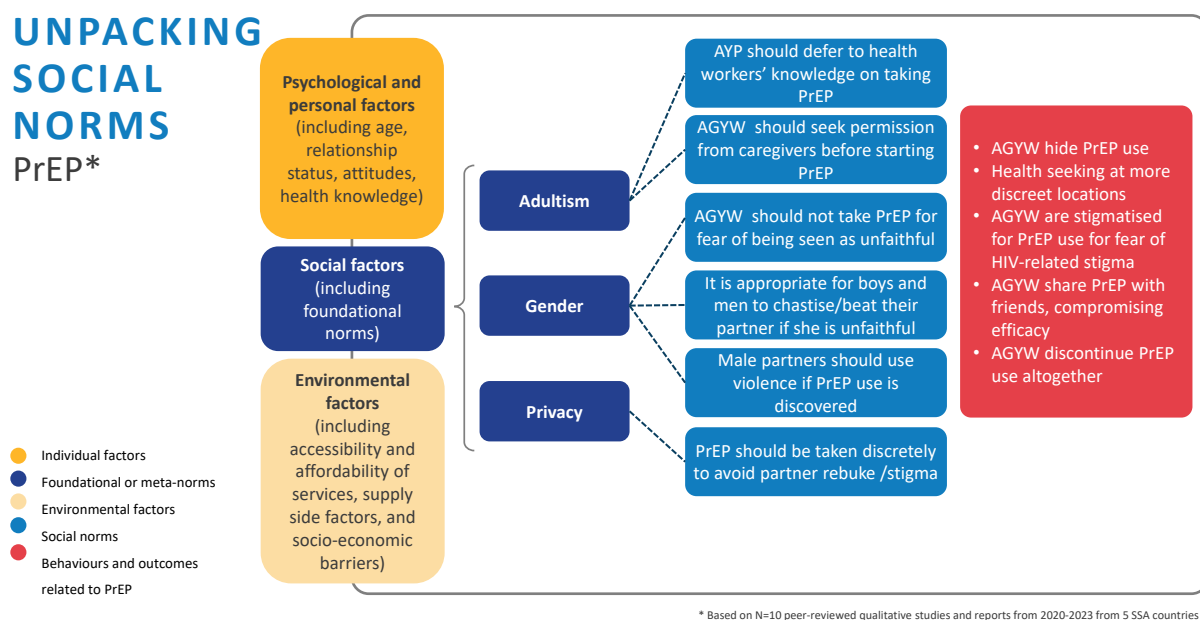 UNPACKING
SOCIAL
NORMS
PrEP*
Individual factors
Foundational or meta-norms
Environmental factors
Social norms
Behaviours and outcomes
related to PrEP
Psychological and
personal factors
(including age,
relationship
status, attitudes,
health knowledge)
Social factors
(including
foundational
norms)
Environmental
factors
(including
accessibility and
affordability of
services, supply
side factors, and
socio-economic
barriers)
Adultism
Gender
Privacy
AYP should defer to health
workers’ knowledge on taking
PrEP
AGYW should seek permission
from caregivers before starting
PrEP
AGYW should not take PrEP for
fear of being seen as unfaithful
It is appropriate for boys and
men to chastise/beat their
partner if she is unfaithful
Male partners should use
violence if PrEP use is
discovered
PrEP should be taken discretely
to avoid partner rebuke /stigma
• AGYW hide PrEP use
• Health seeking at more
discreet locations
• AGYW are stigmatised
for PrEP use for fear of
HIV-related stigma
• AGYW share PrEP with
friends, compromising
efficacy
• AGYW discontinue PrEP
use altogether
* Based on N=10 peer-reviewed qualitative studies and reports from 2020-2023 from 5 SSA countries